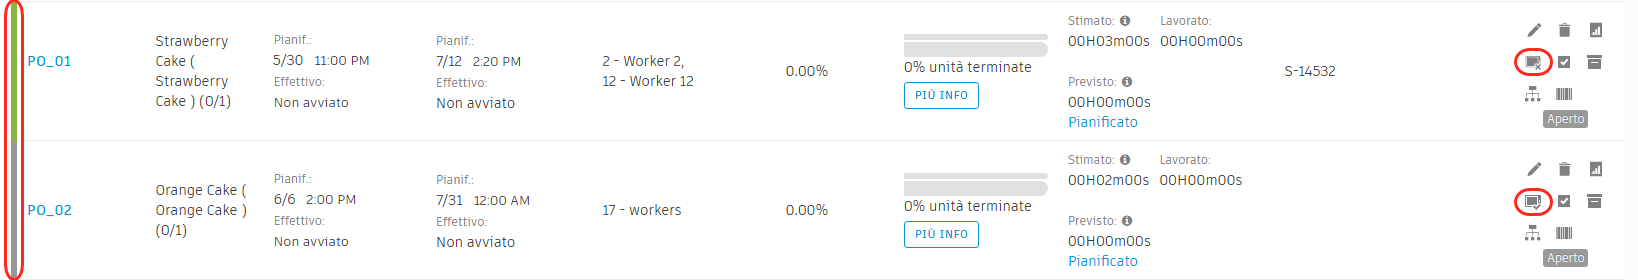 PO_01
Strawberry
Cake (
Strawberry
Cake ) (0/1)
Pianif.:
5/30 11:00 PM
Effettivo:
Non avviato
Pianif.:
7/12 2:20 PM
Effettivo:
Non avviato
2 - Worker 2,
12 - Worker 12
0.00%
0% unità terminate
PIÙ INFO
Stimato:
00H03m00s
Lavorato:
00H00m00s
Previsto:
00H00m00s
Pianificato
S-14532
Aperto
PO_02
Orange Cake (
Orange Cake )
(0/1)
Pianif.:
6/6 2:00 PM
Effettivo:
Non avviato
Pianif.:
7/31 12:00 AM
Effettivo:
Non avviato
17 - workers
0.00%
0% unità terminate
PIÙ INFO
Stimato:
00H02m00s
Lavorato:
00H00m00s
Previsto:
00H00m00s
Pianificato
Aperto